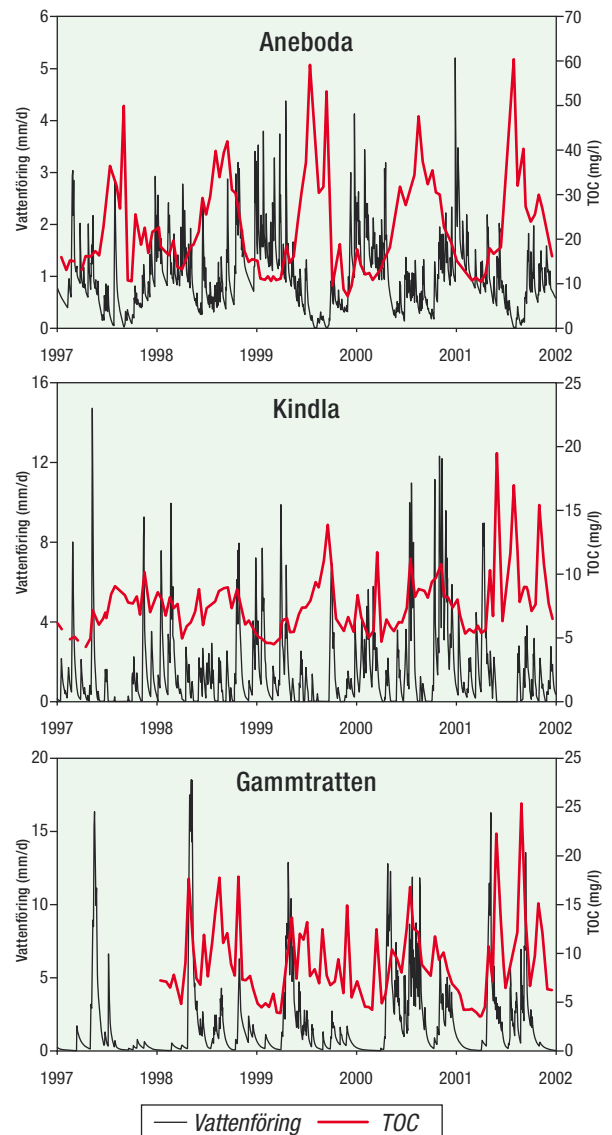 Aneboda
Vattenföring (mm/d)
6
5
4
3
2
1
0
70
60
50
40
30
20
10
0
TOC (mg/l)
1997 1998 1999 2000 2001 2002
Kindla
Vattenföring (mm/d)
16
12
8
4
0
25
20
15
10
5
0
TOC (mg/l)
1997 1998 1999 2000 2001 2002
Gammtratten
Vattenföring (mm/d)
20
15
10
5
0
25
25
20
15
10
5
0
TOC (mg/l)
1997 1998 1999 2000 2001 2002
Vattenföring TOC